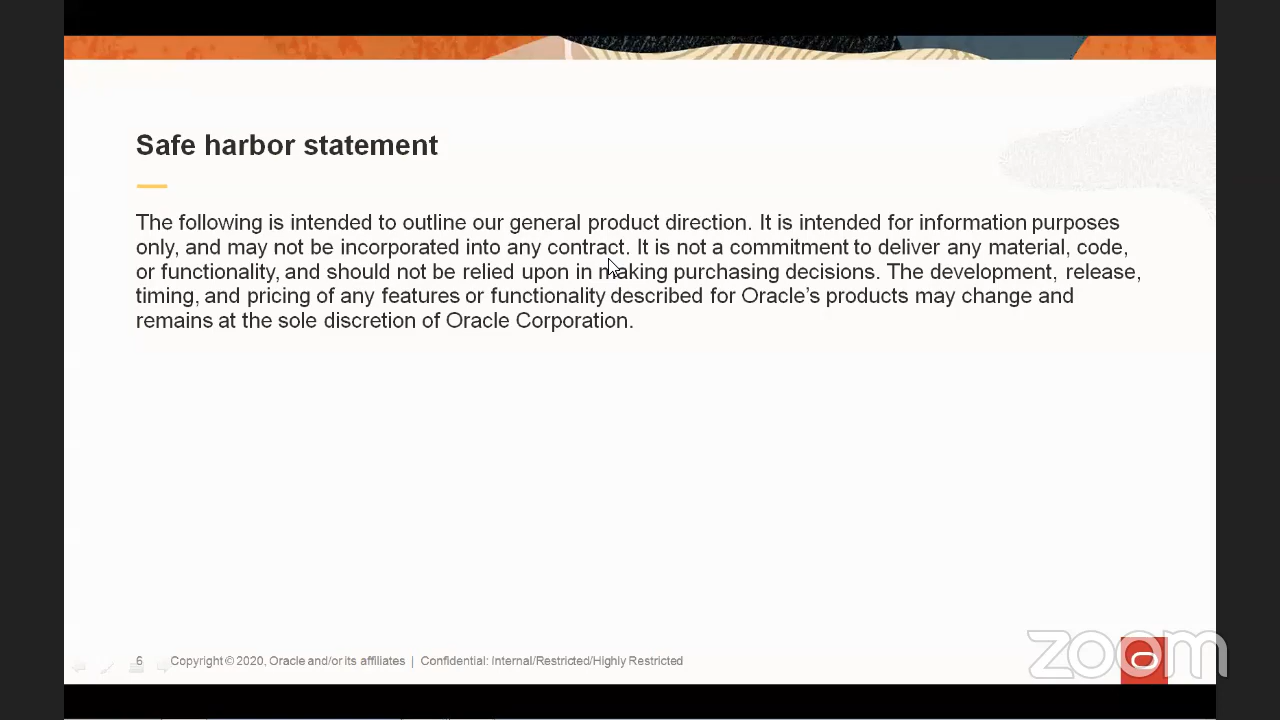 Safe harbor statement
The following is intended to outline our general product direction. It is intended for information purposes
only, and may not be incorporated into any contract. It is not a commitment to deliver any material, code,
or functionality, and should not be relied upon in making purchasing decisions. The development, release,
timing, and pricing of any features or functionality described for Oracle’s products may change and
remains at the sole discretion of Oracle Corporation.
6 Copyright © 2020, Oracle and/or its affiliates | Confidential: Internal/Restricted/Highly Restricted
zoom